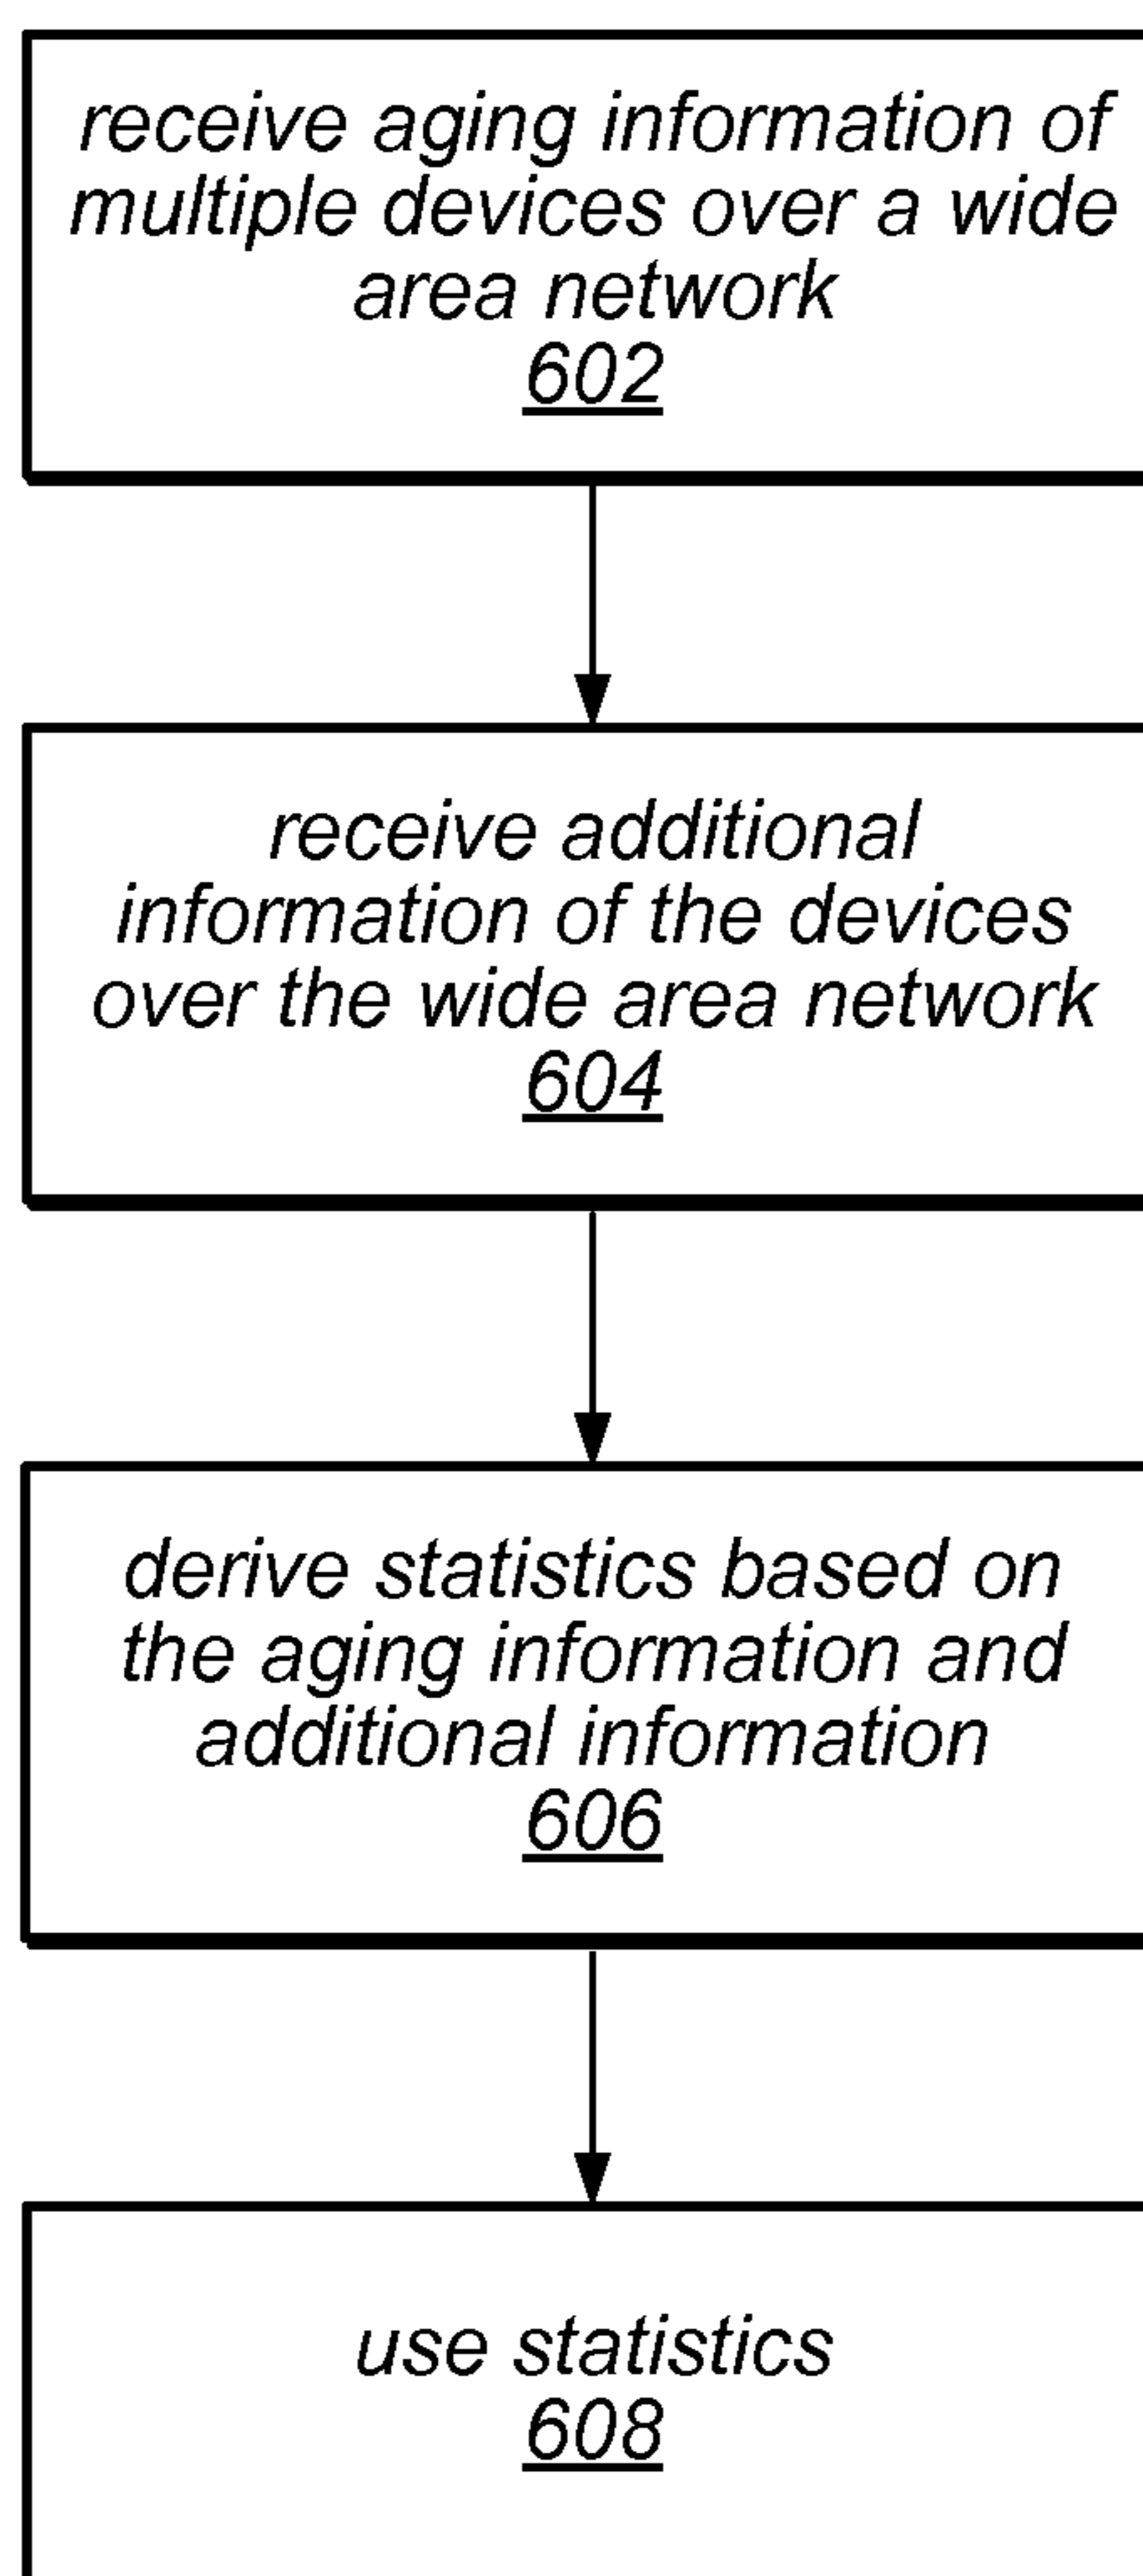 receive aging information of
multiple devices over a wide
area network
602
receive additional
information of the devices
over the wide area network
604
derive statistics based on
the aging information and
additional information
606
use statistics
608